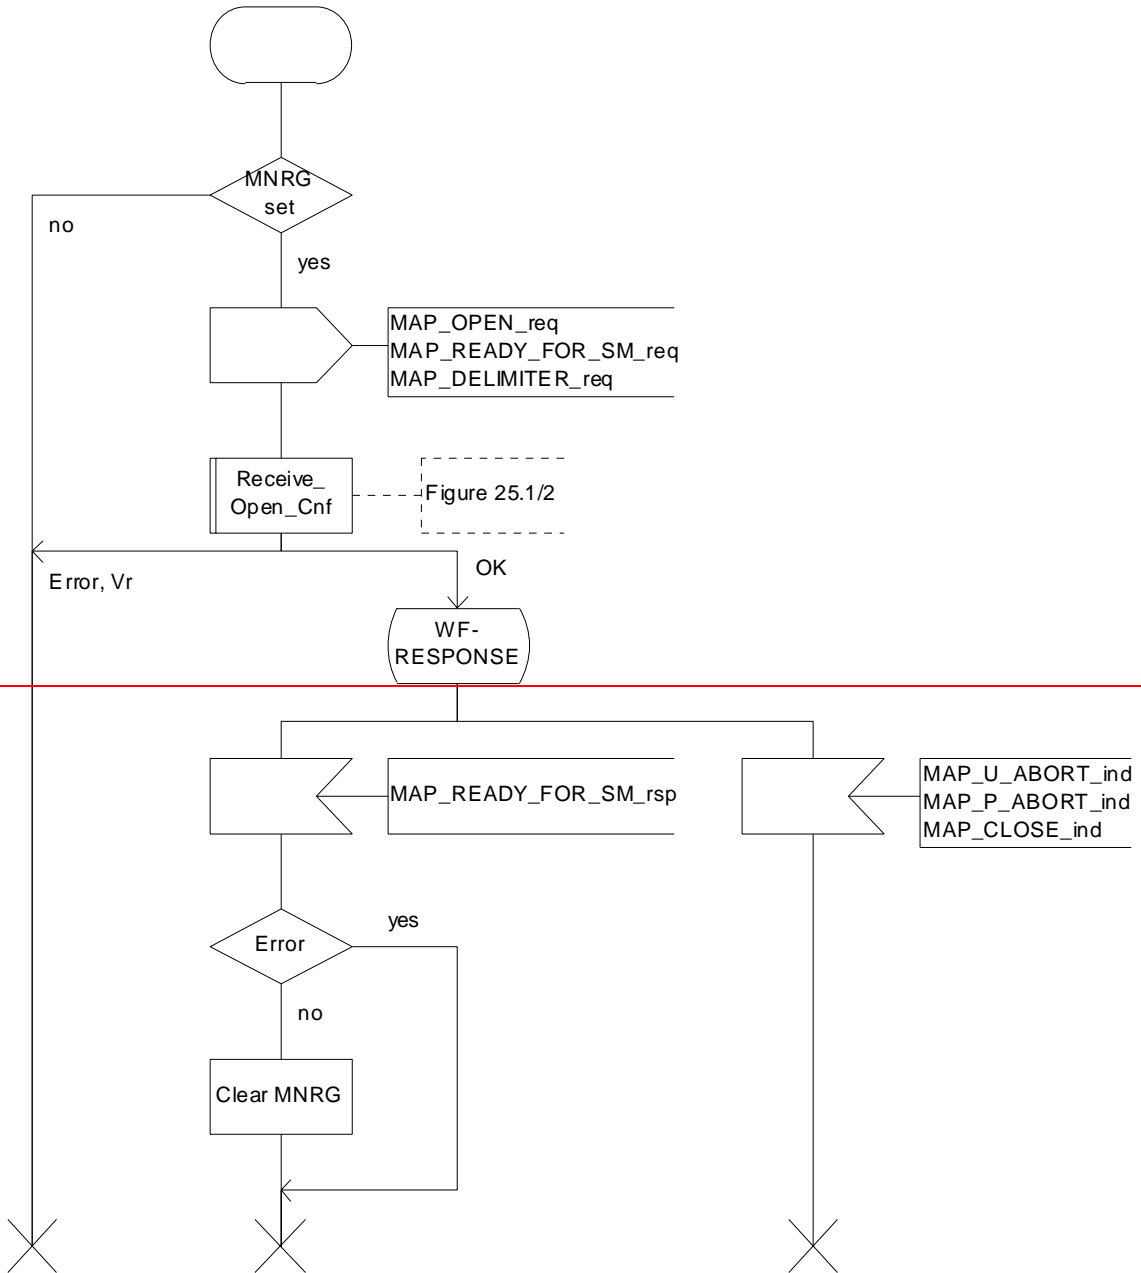 MNRG
set
no
yes
MAP_OPEN_req
MAP_READY_FOR_SM_req
MAP_DELIMITER_req
Receive_
Open_Cnf
Figure 25.1/2
Error, Vr
OK
WF-
RESPONSE
MAP_READY_FOR_SM_rsp
MAP_U_ABORT_ind
MAP_P_ABORT_ind
MAP_CLOSE_ind
Error
yes
no
Clear MNRG